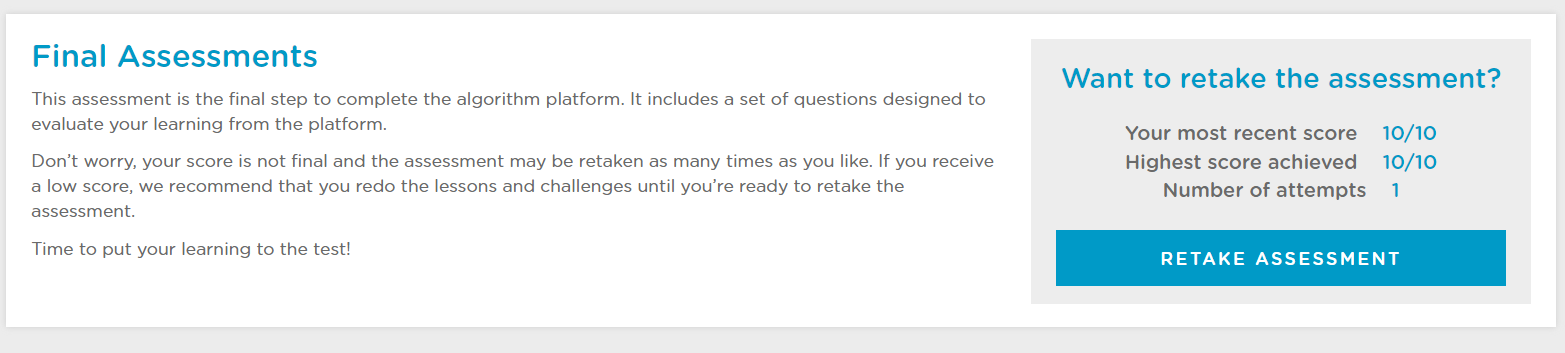 Final Assessments
This assessment is the final step to complete the algorithm platform. It includes a set of questions designed to
evaluate your learning from the platform.
Don’t worry, your score is not final and the assessment may be retaken as many times as you like. If you receive
a low score, we recommend that you redo the lessons and challenges until you’re ready to retake the
assessment.
Time to put your learning to the test!
Want to retake the assessment?
Your most recent score 10/10
Highest score achieved 10/10
Number of attempts 1
RETAKE ASSESSMENT